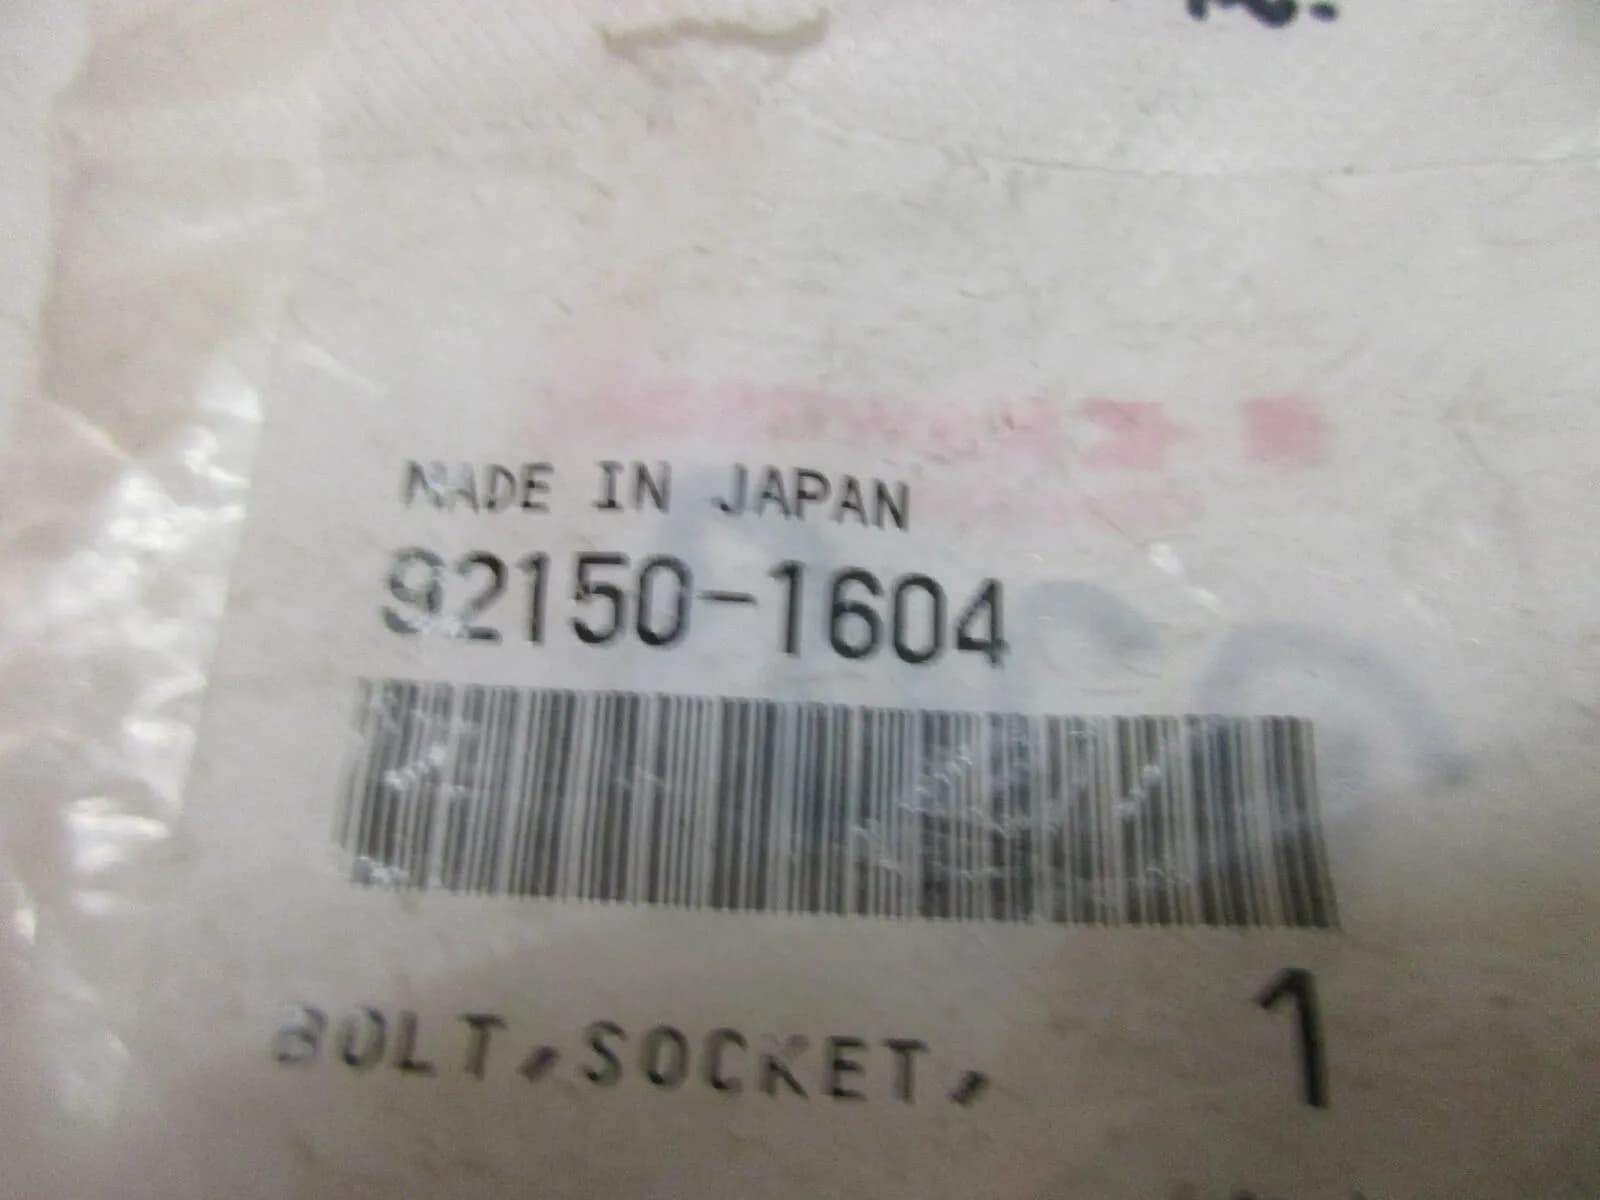 MADE IN JAPAN
92150-1604
BOLT,SOCKET,
1